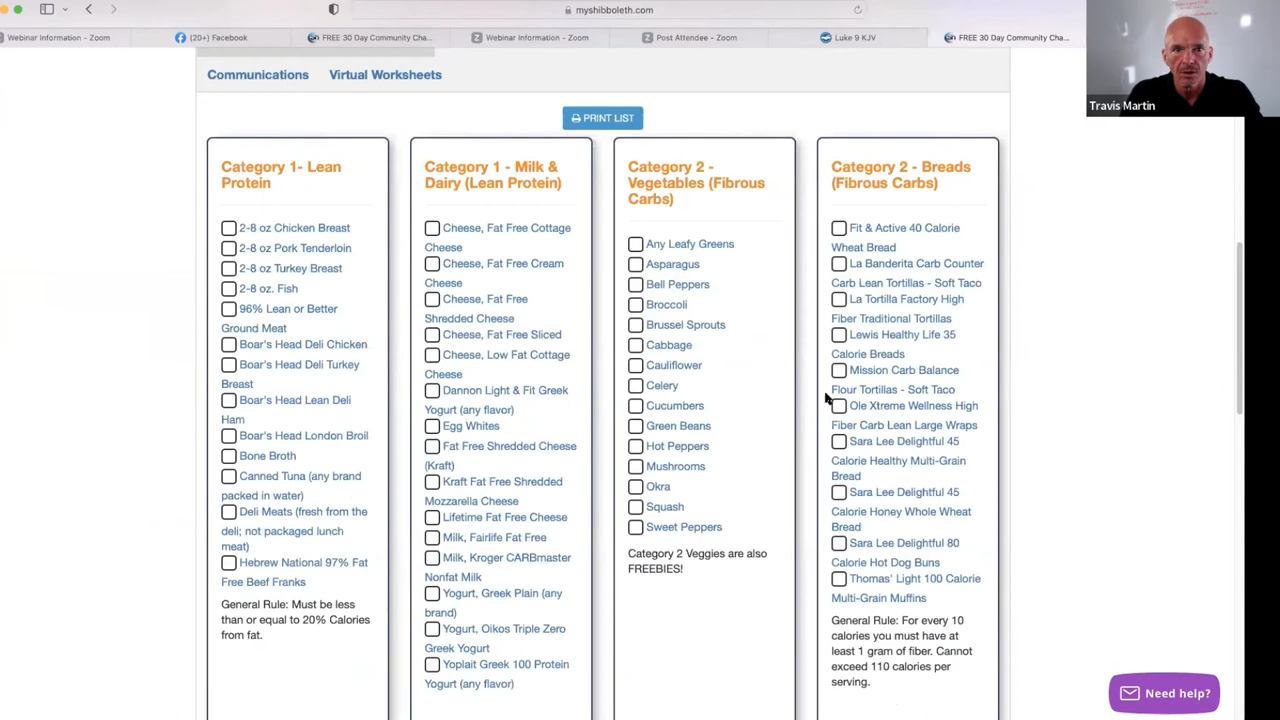 myshibboleth.com
Webinar Information - Zoom
(20+) Facebook
FREE 30 Day Community Cha...
Webinar Information - Zoom
Post Attendee - Zoom
Luke 9 KJV
FREE 30 Day Community Cha...
Travis Martin
Communications
Virtual Worksheets
PRINT LIST
Category 1- Lean
Protein
2-8 oz Chicken Breast
2-8 oz Pork Tenderloin
2-8 oz Turkey Breast
2-8 oz. Fish
96% Lean or Better
Ground Meat
Boar's Head Deli Chicken
Boar's Head Deli Turkey
Breast
Boar's Head Lean Deli
Ham
Boar's Head London Broil
Bone Broth
Canned Tuna (any brand
packed in water)
Deli Meats (fresh from the
deli; not packaged lunch
meat)
Hebrew National 97% Fat
Free Beef Franks
General Rule: Must be less
than or equal to 20% Calories
from fat.
Category 1 - Milk &
Dairy (Lean Protein)
Cheese, Fat Free Cottage
Cheese
Cheese, Fat Free Cream
Cheese
Cheese, Fat Free
Shredded Cheese
Cheese, Fat Free Sliced
Cheese, Low Fat Cottage
Cheese
Dannon Light & Fit Greek
Yogurt (any flavor)
Egg Whites
Fat Free Shredded Cheese
(Kraft)
Kraft Fat Free Shredded
Mozzarella Cheese
Lifetime Fat Free Cheese
Milk, Fairlife Fat Free
Milk, Kroger CARBmaster
Nonfat Milk
Yogurt, Greek Plain (any
brand)
Yogurt, Oikos Triple Zero
Greek Yogurt
Yoplait Greek 100 Protein
Yogurt (any flavor)
Category 2 -
Vegetables (Fibrous
Carbs)
Any Leafy Greens
Asparagus
Bell Peppers
Broccoli
Brussel Sprouts
Cabbage
Cauliflower
Celery
Cucumbers
Green Beans
Hot Peppers
Mushrooms
Okra
Squash
Sweet Peppers
Category 2 Veggies are also
FREEBIES!
Category 2 - Breads
(Fibrous Carbs)
Fit & Active 40 Calorie
Wheat Bread
La Banderita Carb Counter
Carb Lean Tortillas - Soft Taco
La Tortilla Factory High
Fiber Traditional Tortillas
Lewis Healthy Life 35
Calorie Breads
Mission Carb Balance
Flour Tortillas - Soft Taco
Ole Xtreme Wellness High
Fiber Carb Lean Large Wraps
Sara Lee Delightful 45
Calorie Healthy Multi-Grain
Bread
Sara Lee Delightful 45
Calorie Honey Whole Wheat
Bread
Sara Lee Delightful 80
Calorie Hot Dog Buns
Thomas' Light 100 Calorie
Multi-Grain Muffins
General Rule: For every 10
calories you must have at
least 1 gram of fiber. Cannot
exceed 110 calories per
serving.
Need help?